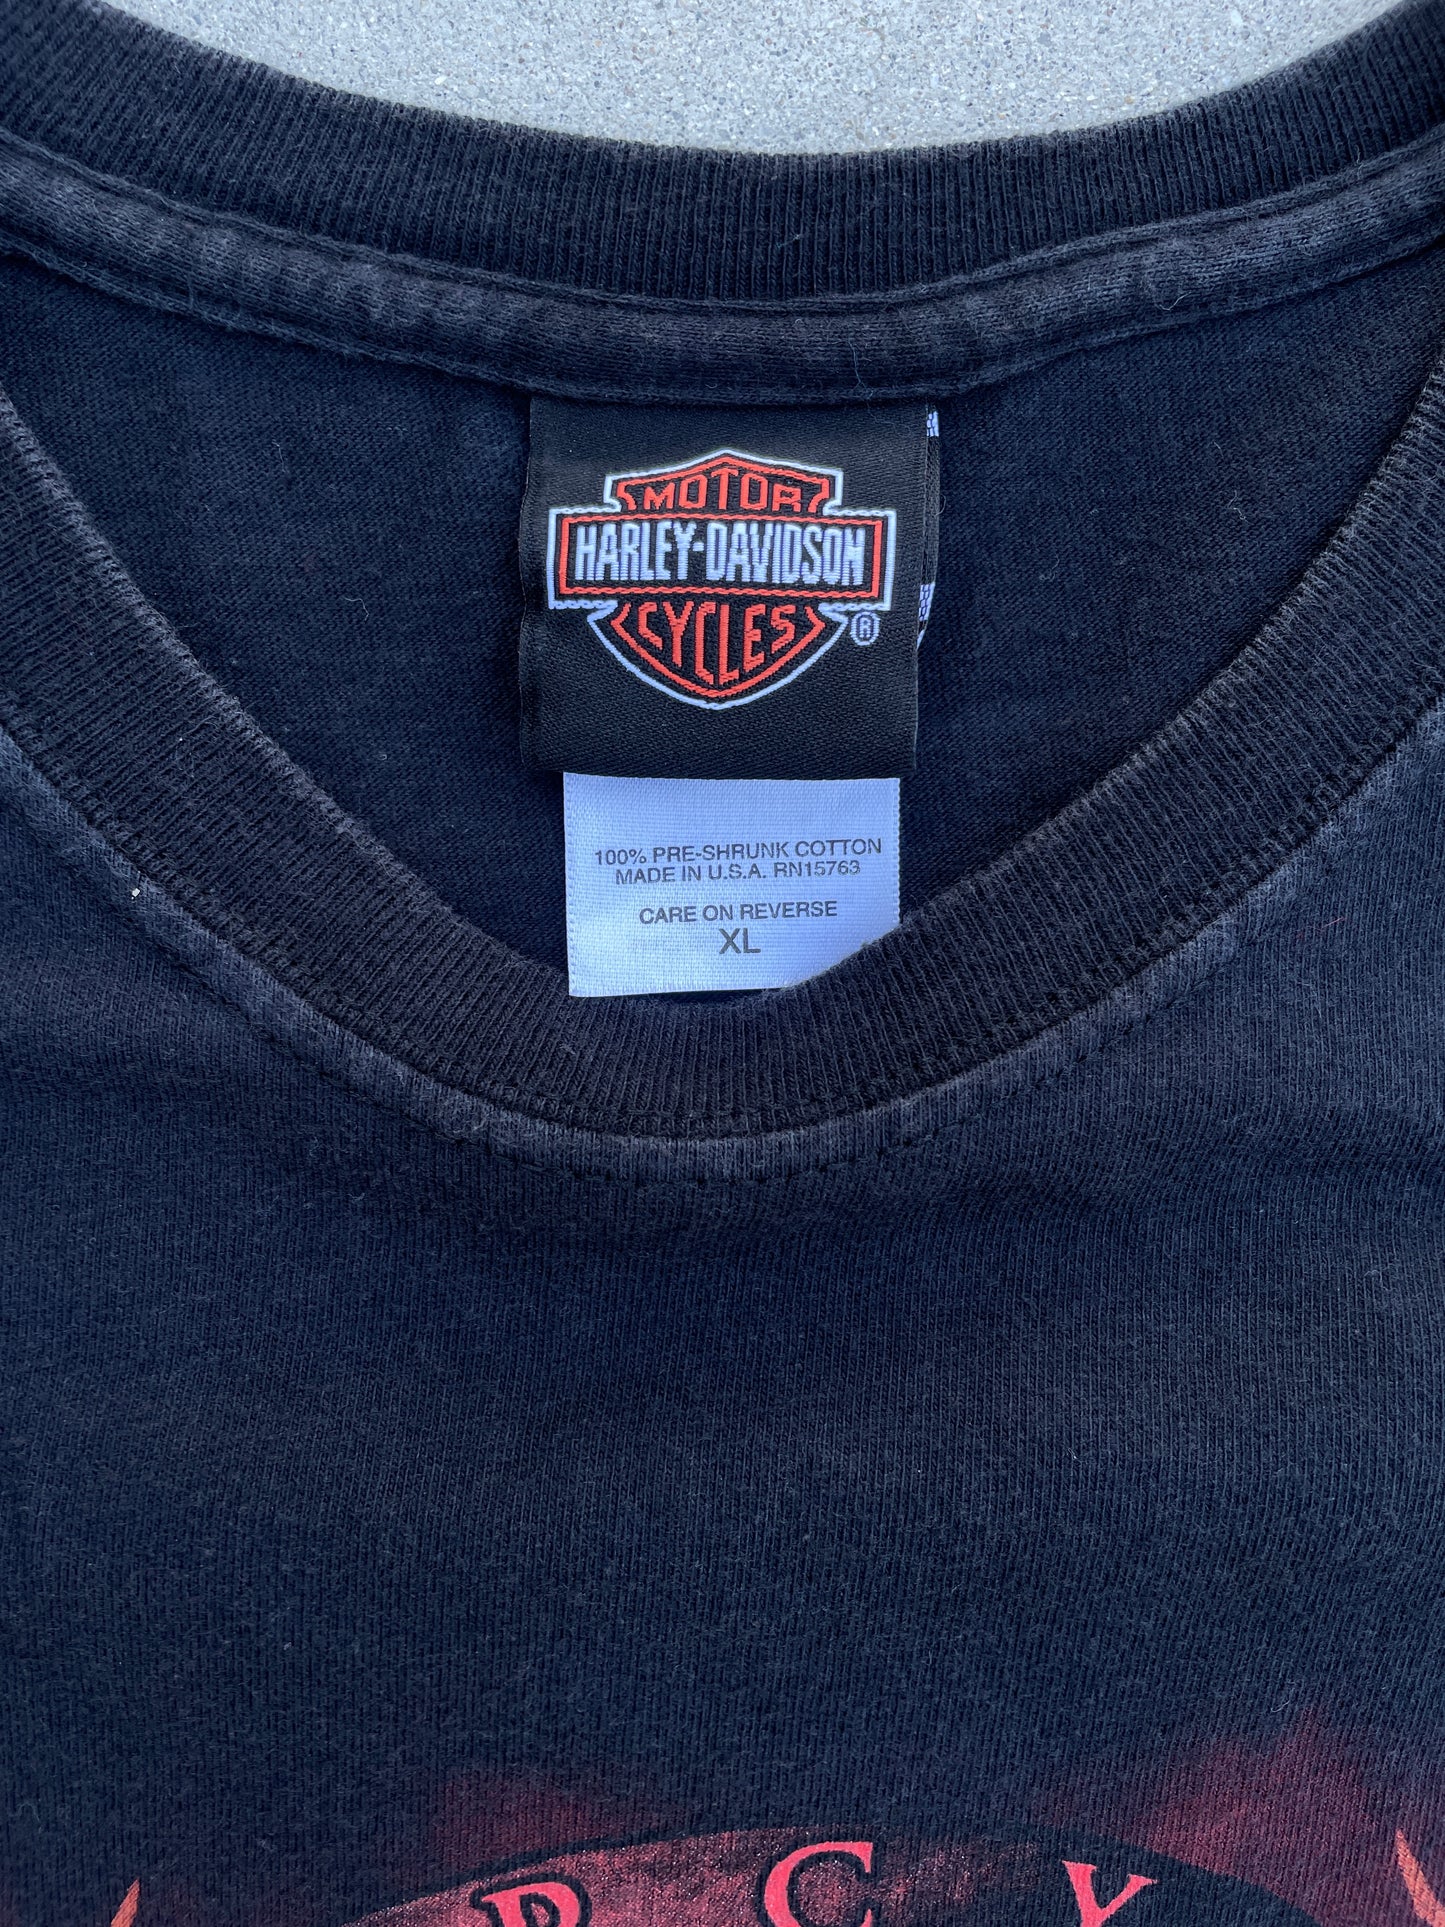 MOTOR
HARLEY-DAVIDSON
CYCLES
®
100% PRE-SHRUNK COTTON
MADE IN U.S.A. RN15763
CARE ON REVERSE
XL
C Y